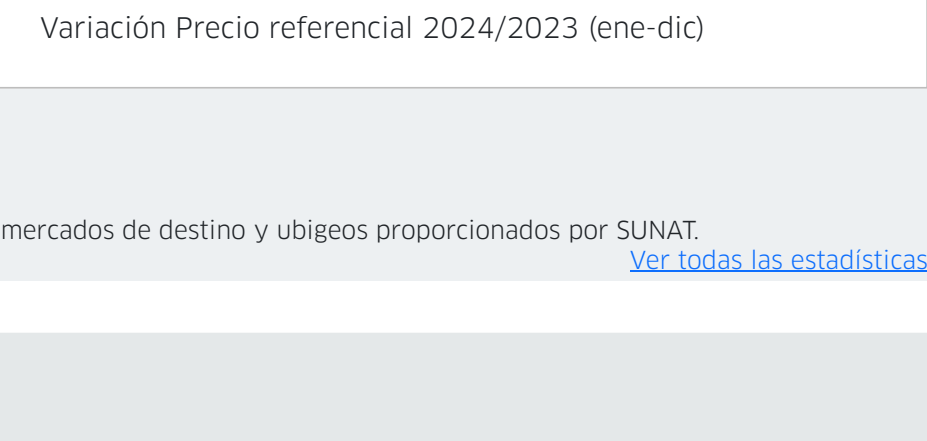 Variación Precio referencial 2024/2023 (ene-dic)
mercados de destino y ubigeos proporcionados por SUNAT.
Ver todas las estadísticas